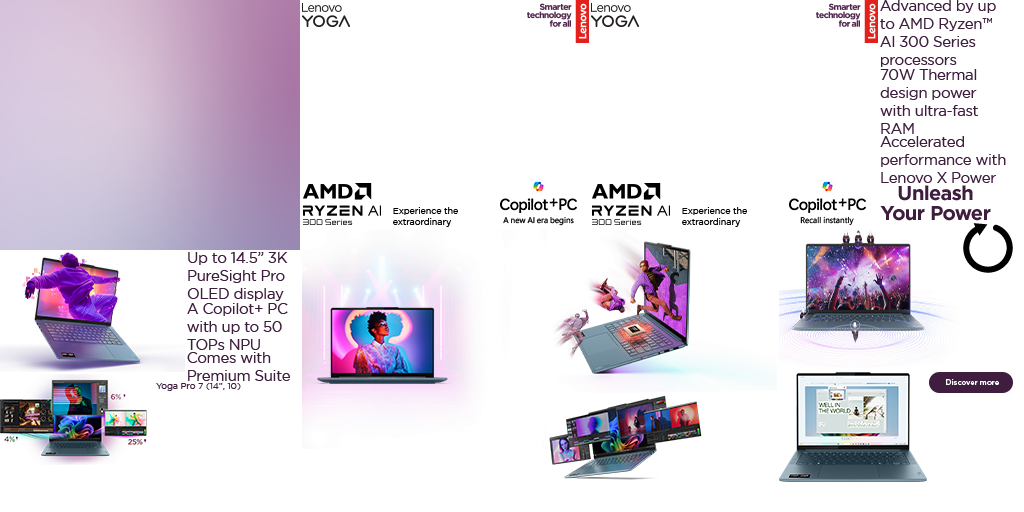 Lenovo
YOGA
Smarter
technology
for all
Lenovo
Lenovo
YOGA
Smarter
technology
for all
Lenovo
Advanced by up
to AMD Ryzen™
AI 300 Series
processors
70W Thermal
design power
with ultra-fast
RAM
Accelerated
performance with
Lenovo X Power
Unleash
Your Power
AMD
RYZEN AI
300 Series
Experience the
extraordinary
Copilot+PC
A new AI era begins
AMD
RYZEN AI
300 Series
Experience the
extraordinary
Copilot+PC
Recall instantly
Up to 14.5” 3K
PureSight Pro
OLED display
A Copilot+ PC
with up to 50
TOPs NPU
Comes with
Premium Suite
Yoga Pro 7 (14”, 10)
6%
4%
25%
WELL IN
THE WORLD
Discover more